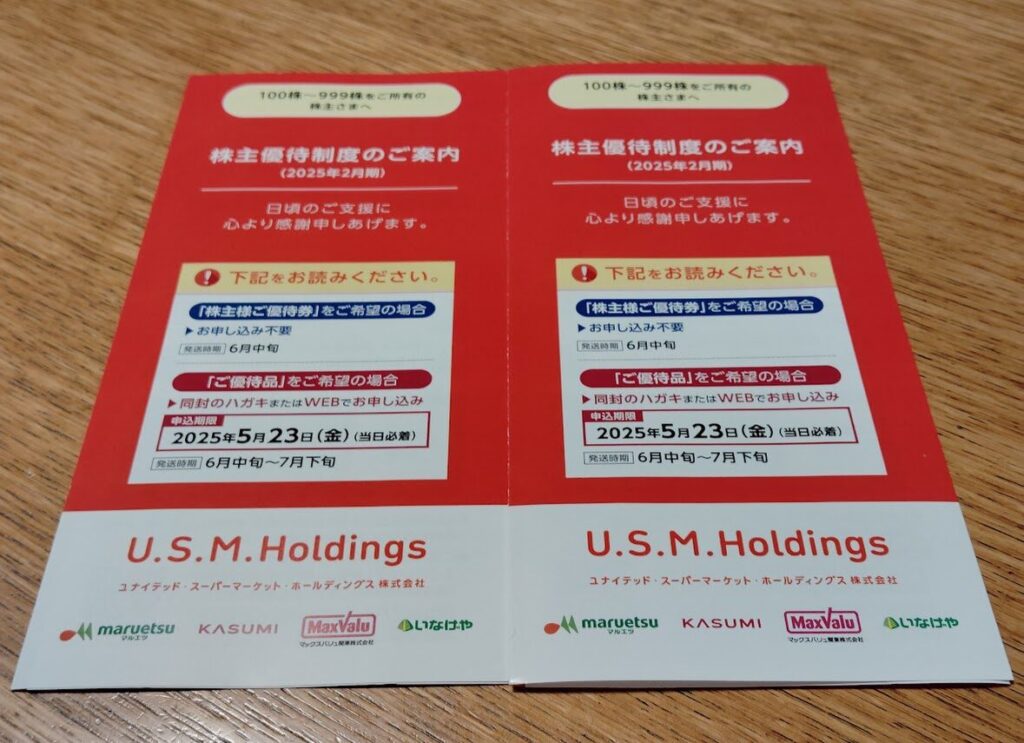 100株～999株をご所有の
株主さまへ
株主優待制度のご案内
(2025年2月期)
日頃のご支援に
心より感謝申しあげます。
! 下記をお読みください。
「株主様ご優待券」をご希望の場合
▶お申し込み不要
発送時期 6月中旬
「ご優待品」をご希望の場合
▶同封のハガキまたはWEBでお申し込み
申込期限
2025年5月23日(金)(当日必着)
発送時期 6月中旬～7月下旬
U.S.M.Holdings
ユナイテッド・スーパーマーケット・ホールディングス 株式会社
maruetsu
マルエツ
KASUMI
MaxValu
マックスバリュ関東株式会社
いなげや
100株～999株をご所有の
株主さまへ
株主優待制度のご案内
(2025年2月期)
日頃のご支援に
心より感謝申しあげます。
! 下記をお読みください。
「株主様ご優待券」をご希望の場合
▶お申し込み不要
発送時期 6月中旬
「ご優待品」をご希望の場合
▶同封のハガキまたはWEBでお申し込み
申込期限
2025年5月23日(金)(当日必着)
発送時期 6月中旬～7月下旬
U.S.M.Holdings
ユナイテッド・スーパーマーケット・ホールディングス 株式会社
maruetsu
マルエツ
KASUMI
MaxValu
マックスバリュ関東株式会社
いなげや